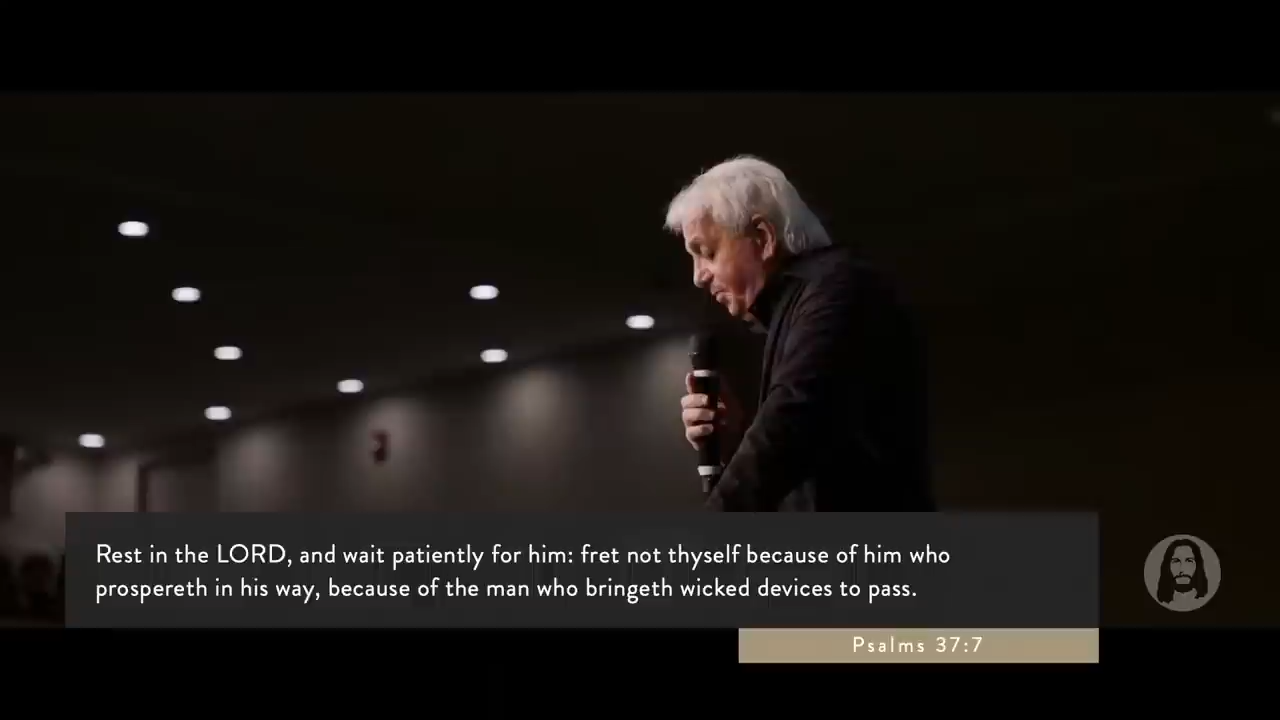 Rest in the LORD, and wait patiently for him: fret not thyself because of him who
prospereth in his way, because of the man who bringeth wicked devices to pass.
Psalms 37:7